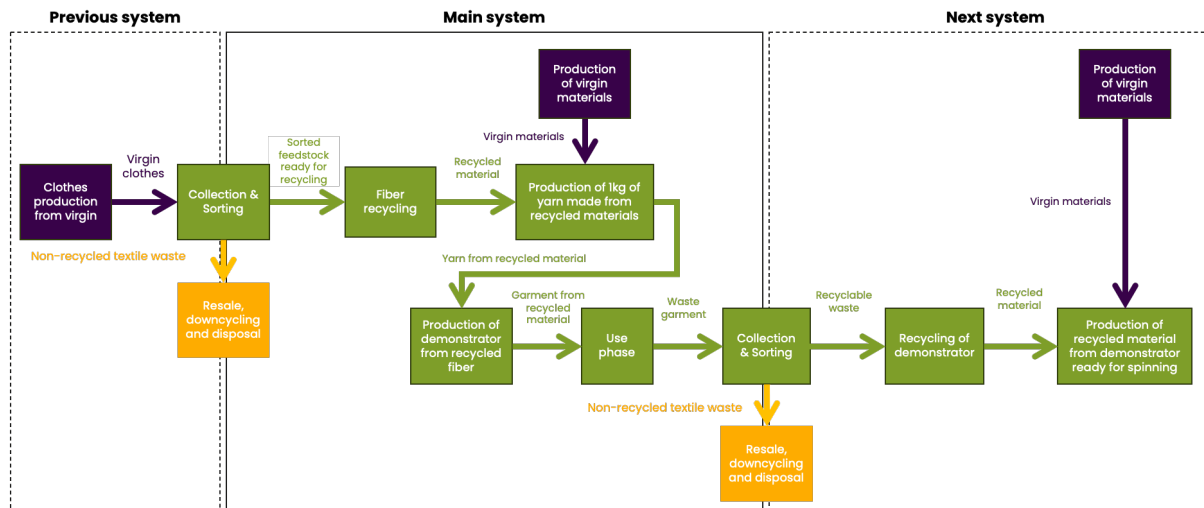 Previous system
Main system
Next system
Production
of virgin
materials
Production
of virgin
materials
Virgin materials
Virgin
clothes
Sorted
feedstock
ready for
recycling
Recycled
material
Clothes
production
from virgin
Collection &
Sorting
Fiber
recycling
Production of 1kg of
yarn made from
recycled materials
Virgin materials
Non-recycled textile waste
Yarn from recycled material
Resale,
downcycling
and disposal
Garment from
recycled
material
Waste
garment
Recyclable
waste
Recycled
material
Production of
demonstrator
from recycled
fiber
Use
phase
Collection &
Sorting
Recycling of
demonstrator
Production of
recycled material
from demonstrator
ready for spinning
Non-recycled textile waste
Resale,
downcycling
and disposal